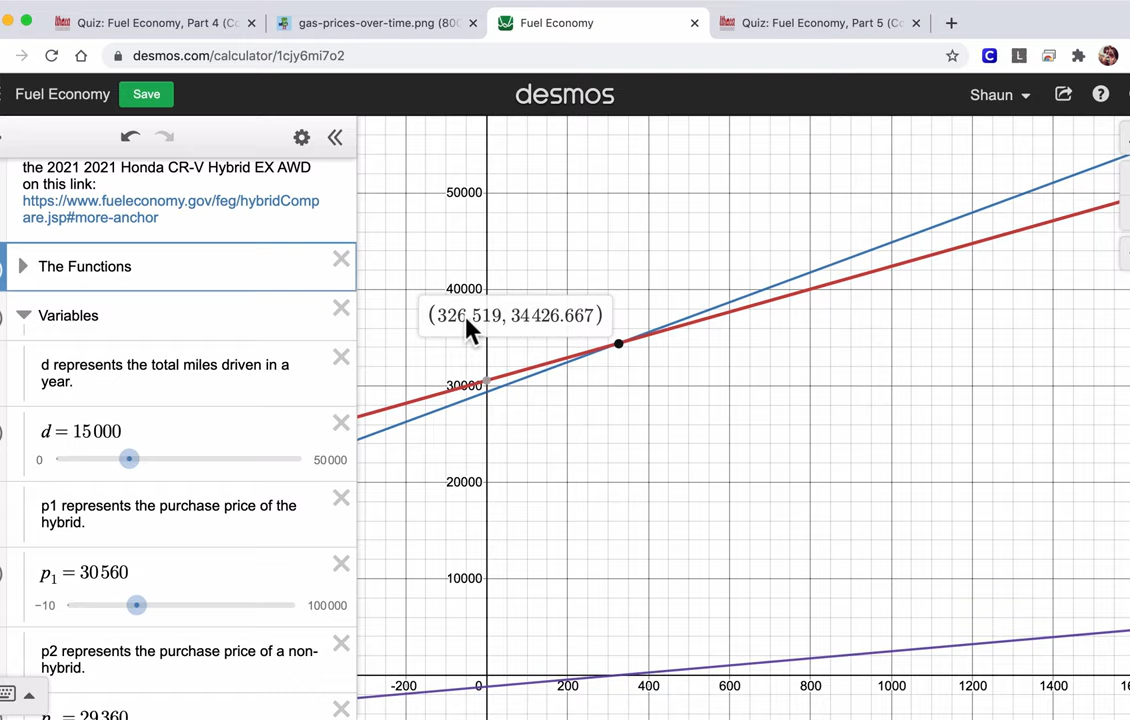 Quiz: Fuel Economy, Part 4 (Cc
gas-prices-over-time.png (800
Fuel Economy
Quiz: Fuel Economy, Part 5 (Cc
desmos.com/calculator/1cjy6mi7o2
Fuel Economy
Save
desmos
Shaun
the 2021 2021 Honda CR-V Hybrid EX AWD
on this link:
https://www.fueleconomy.gov/feg/hybridComp
are.jsp#more-anchor
The Functions
Variables
d represents the total miles driven in a
year.
d = 15000
0
50000
p1 represents the purchase price of the
hybrid.
p₁ = 30560
−10
100000
p2 represents the purchase price of a non-
hybrid.
= 29360
50000
40000
(326.519, 34426.667)
30000
20000
10000
-200
0
200
400
600
800
1000
1200
1400